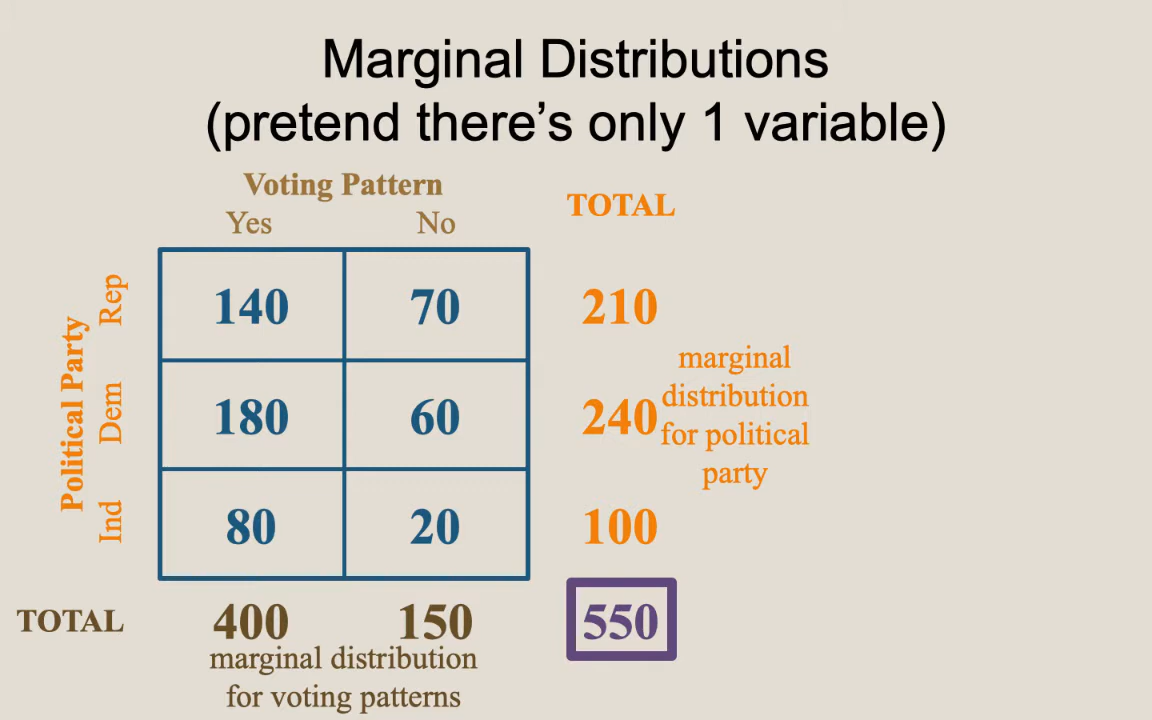 Marginal Distributions
(pretend there's only 1 variable)
Voting Pattern
Yes No
TOTAL
Political Party
Rep
140 70 210
Dem
180 60 240
marginal
distribution
for political
party
Ind
80 20 100
TOTAL 400 150 550
marginal distribution
for voting patterns